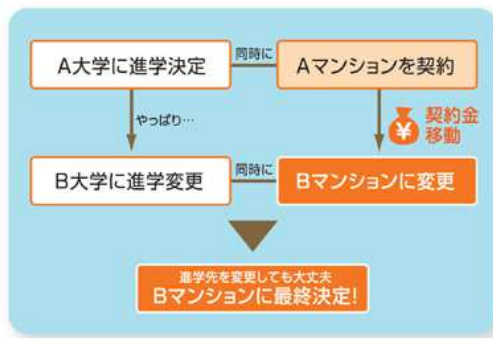 A大学に進学決定
同時に
Aマンションを契約
やっぱり…
¥
契約金
移動
B大学に進学変更
同時に
Bマンションに変更
進学先を変更しても大丈夫
Bマンションに最終決定!